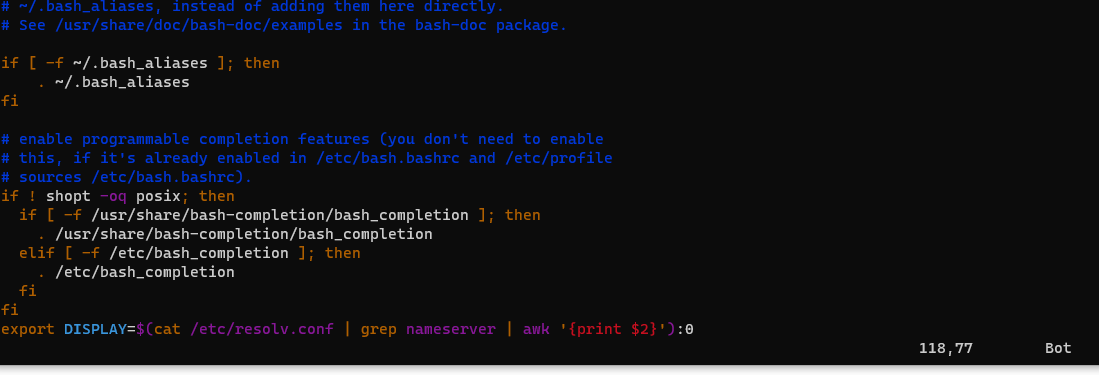 # ~/.bash_aliases, instead of adding them here directly.
# See /usr/share/doc/bash-doc/examples in the bash-doc package.

if [ -f ~/.bash_aliases ]; then
    . ~/.bash_aliases
fi

# enable programmable completion features (you don't need to enable
# this, if it's already enabled in /etc/bash.bashrc and /etc/profile
# sources /etc/bash.bashrc).
if ! shopt -oq posix; then
  if [ -f /usr/share/bash-completion/bash_completion ]; then
    . /usr/share/bash-completion/bash_completion
  elif [ -f /etc/bash_completion ]; then
    . /etc/bash_completion
  fi
fi
export DISPLAY=$(cat /etc/resolv.conf | grep nameserver | awk '{print $2}'):0
118,77        Bot